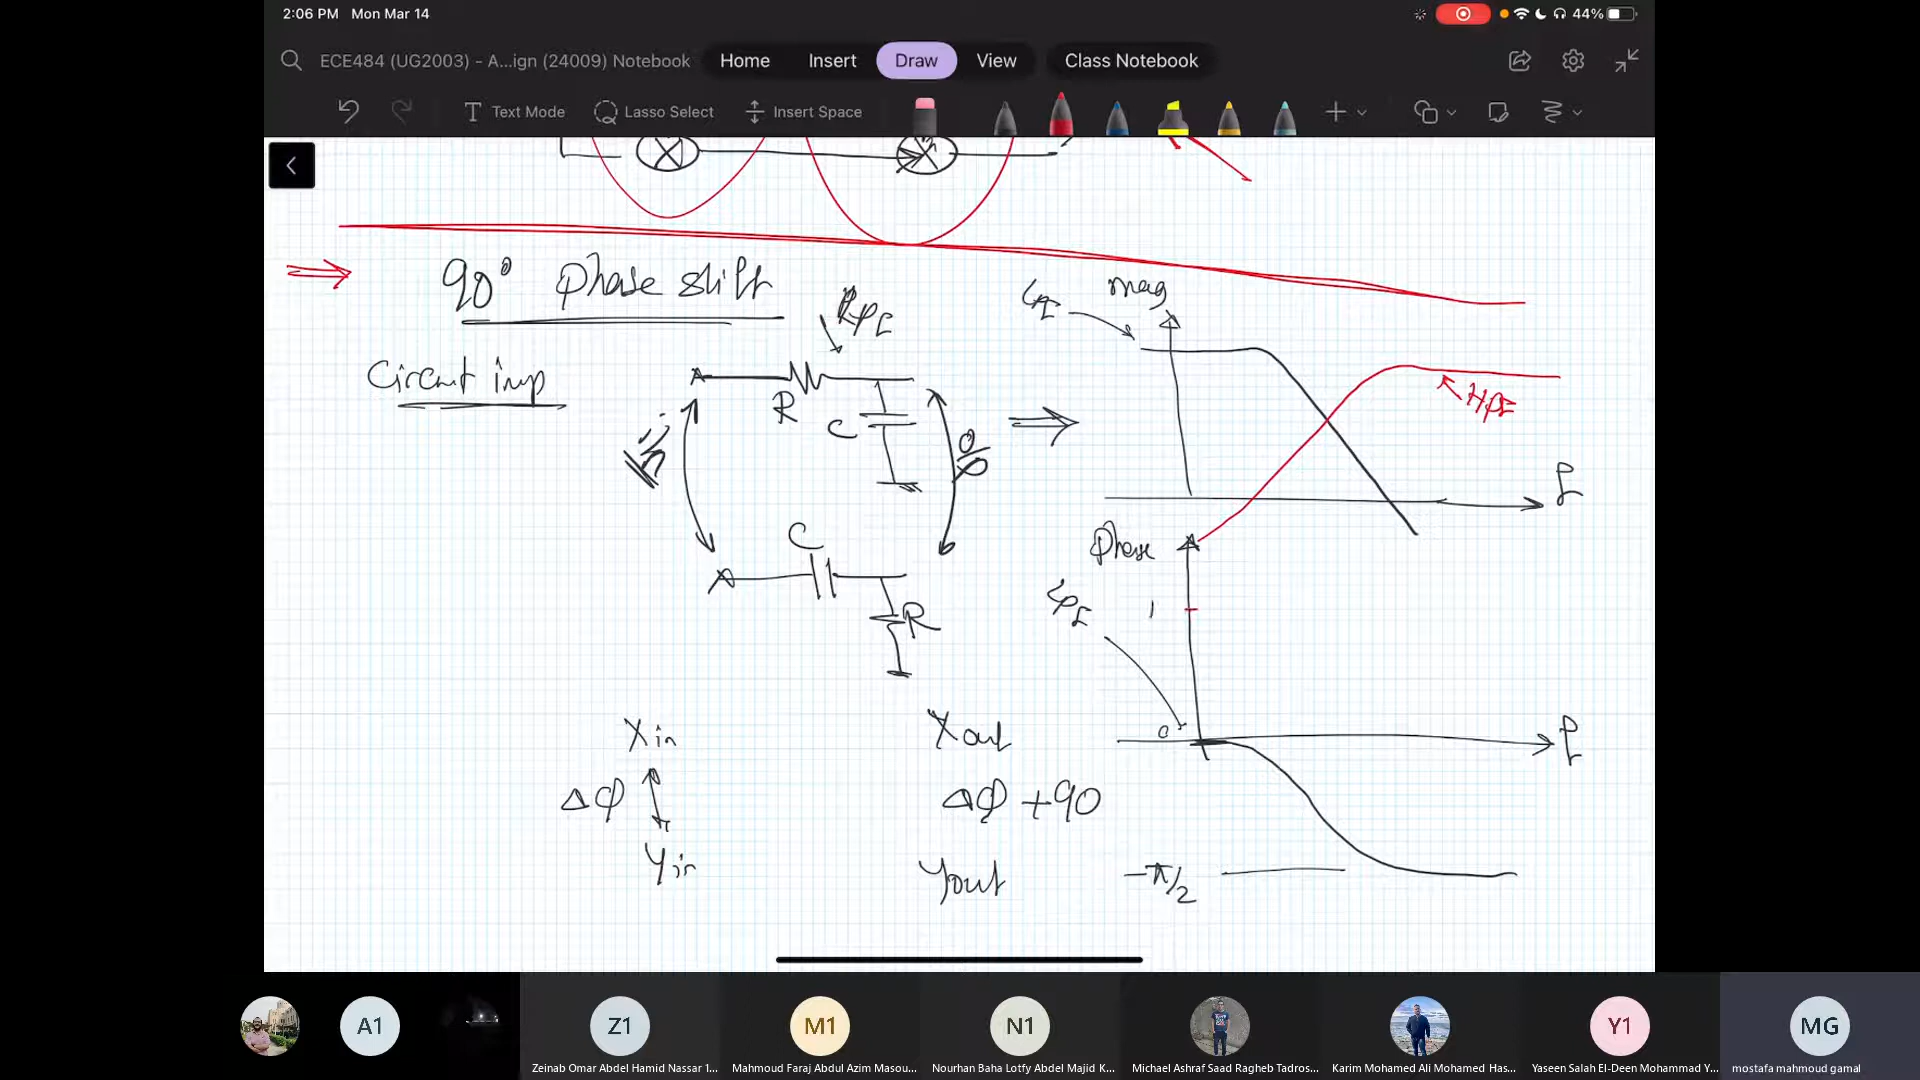 2:06 PM Mon Mar 14
44%
ECE484 (UG2003) - A...ign (24009) Notebook
Home Insert Draw View Class Notebook
Text Mode Lasso Select Insert Space
90° phase shift
Circuit imp
R
C
C
R
mag
HPF
f
Phase
LPF
0
f
-π/2
Xin
Δφ
Yin
Xout
Δφ +90
Yout
A1
Z1
M1
N1
Y1
MG
Zeinab Omar Abdel Hamid Nassar 1...
Mahmoud Faraj Abdul Azim Masou...
Nourhan Baha Lotfy Abdel Majid K...
Michael Ashraf Saad Ragheb Tadros...
Karim Mohamed Ali Mohamed Has...
Yaseen Salah El-Deen Mohammad Y...
mostafa mahmoud gamal